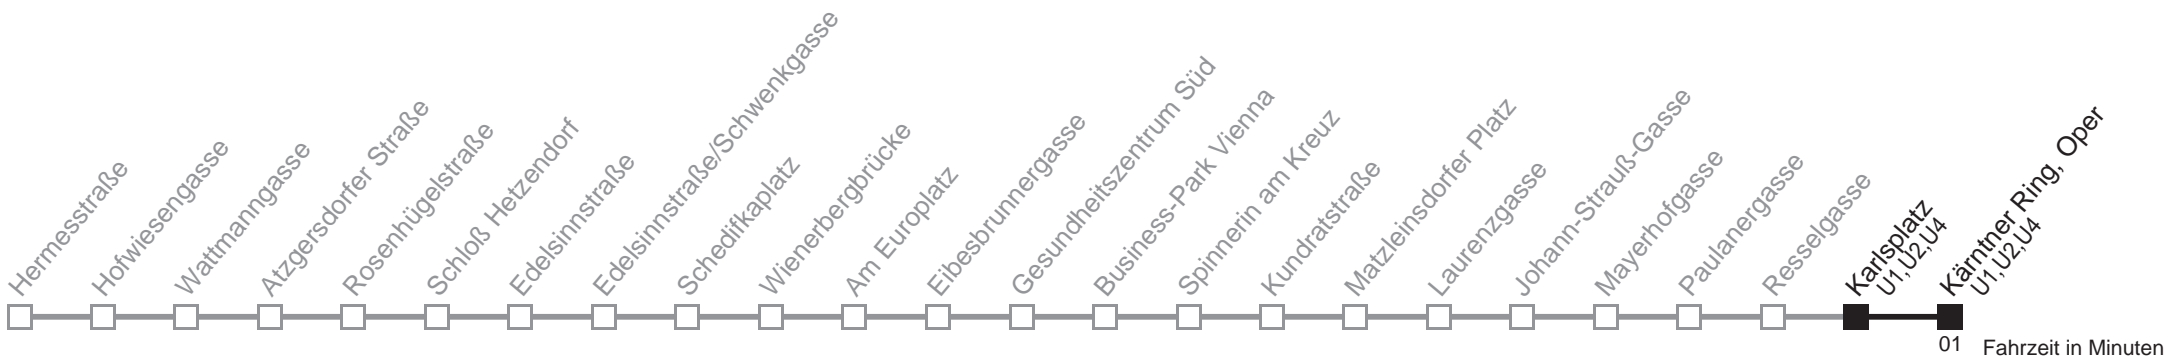 Hermesstraße
Hofwiesengasse
Wattmanngasse
Atzgersdorfer Straße
Rosenhügelstraße
Schloß Hetzendorf
Edelsinnstraße
Edelsinnstraße/Schwenkgasse
Schedifkaplatz
Wienerbergbrücke
Am Europlatz
Eibesbrunnergasse
Gesundheitszentrum Süd
Business-Park Vienna
Spinnerin am Kreuz
Kundratstraße
Matzleinsdorfer Platz
Laurenzgasse
Johann-Strauß-Gasse
Mayerhofgasse
Paulanergasse
Resselgasse
Karlsplatz
U1,U2,U4
Kärntner Ring, Oper
U1,U2,U4
01 Fahrzeit in Minuten